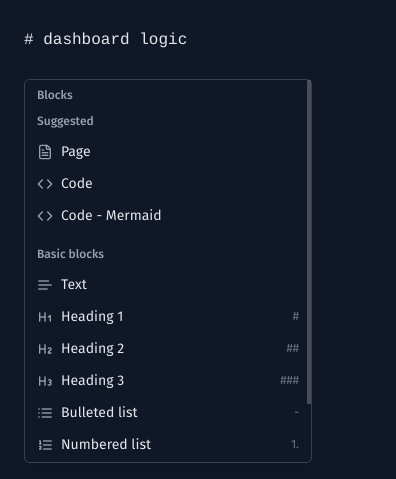 # dashboard logic
Blocks
Suggested
Page
Code
Code - Mermaid
Basic blocks
Text
H1 Heading 1 #
H2 Heading 2 ##
H3 Heading 3 ###
Bulleted list -
Numbered list 1.